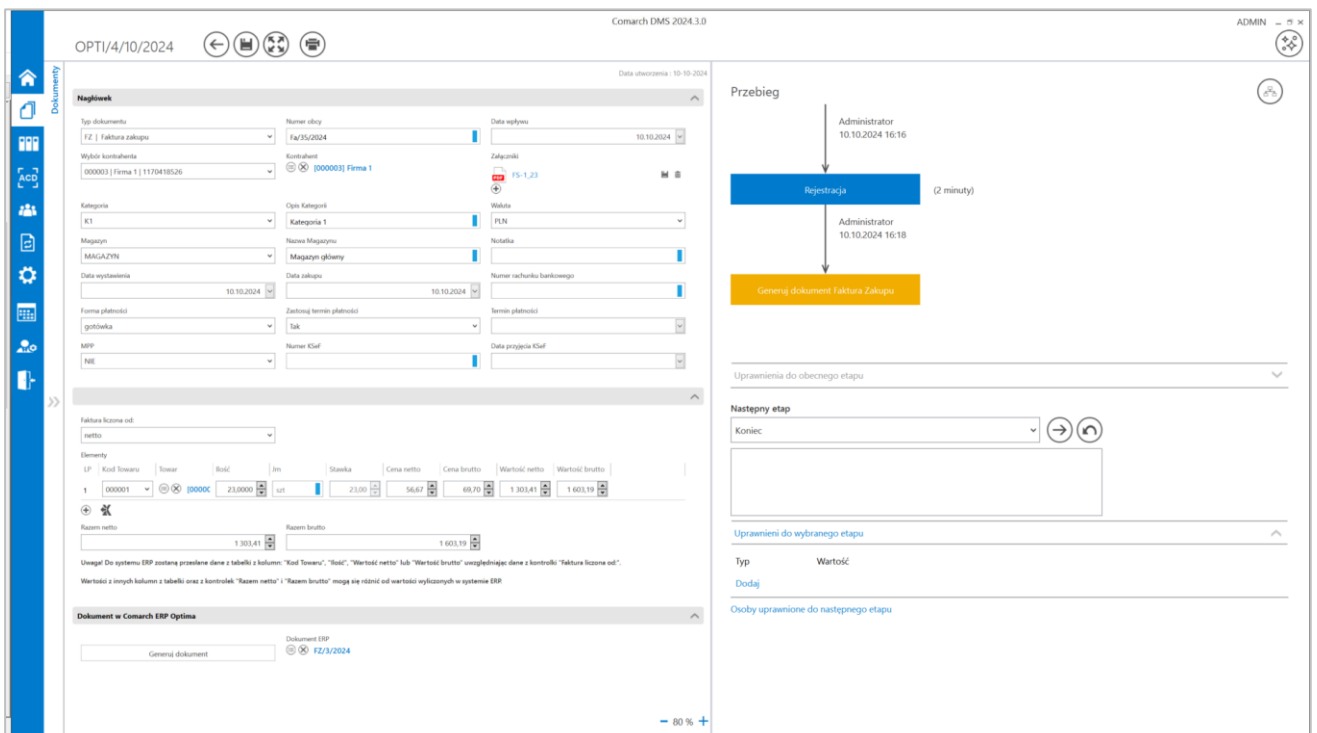 Comarch DMS 2024.3.0
ADMIN
OPTI/4/10/2024
Dokumenty
ACD
Data utworzenia : 10-10-2024
Nagłówek
Typ dokumentu Numer obcy Data wpływu
FZ | Faktura zakupu Fa/35/2024 10.10.2024
Wybór kontrahenta Kontrahent Załączniki
000003 | Firma 1 | 1170418526 [000003] Firma 1 PDF FS-1_23
Kategoria Opis Kategorii Waluta
K1 Kategoria 1 PLN
Magazyn Nazwa Magazynu Notatka
MAGAZYN Magazyn główny
Data wystawienia Data zakupu Numer rachunku bankowego
10.10.2024 10.10.2024
Forma płatności Zastosuj termin płatności Termin płatności
gotówka Tak
MPP Numer KSeF Data przyjęcia KSeF
NIE
Faktura liczona od:
netto
Elementy
LP Kod Towaru Towar Ilość Jm Stawka Cena netto Cena brutto Wartość netto Wartość brutto
1 000001 [00000 23,0000 szt 23,00 56,67 69,70 1 303,41 1 603,19
Razem netto Razem brutto
1 303,41 1 603,19
Uwaga! Do systemu ERP zostaną przesłane dane z tabelki z kolumn: "Kod Towaru", "Ilość", "Wartość netto" lub "Wartość brutto" uwzględniając dane z kontrolki "Faktura liczona od:".
Wartości z innych kolumn z tabelki oraz z kontrolek "Razem netto" i "Razem brutto" mogą się różnić od wartości wyliczonych w systemie ERP.
Dokument w Comarch ERP Optima
Dokument ERP
Generuj dokument FZ/3/2024
80 %
Przebieg
Administrator
10.10.2024 16:16
Rejestracja (2 minuty)
Administrator
10.10.2024 16:18
Generuj dokument Faktura Zakupu
Uprawnienia do obecnego etapu
Następny etap
Koniec
Uprawnieni do wybranego etapu
Typ Wartość
Dodaj
Osoby uprawnione do następnego etapu